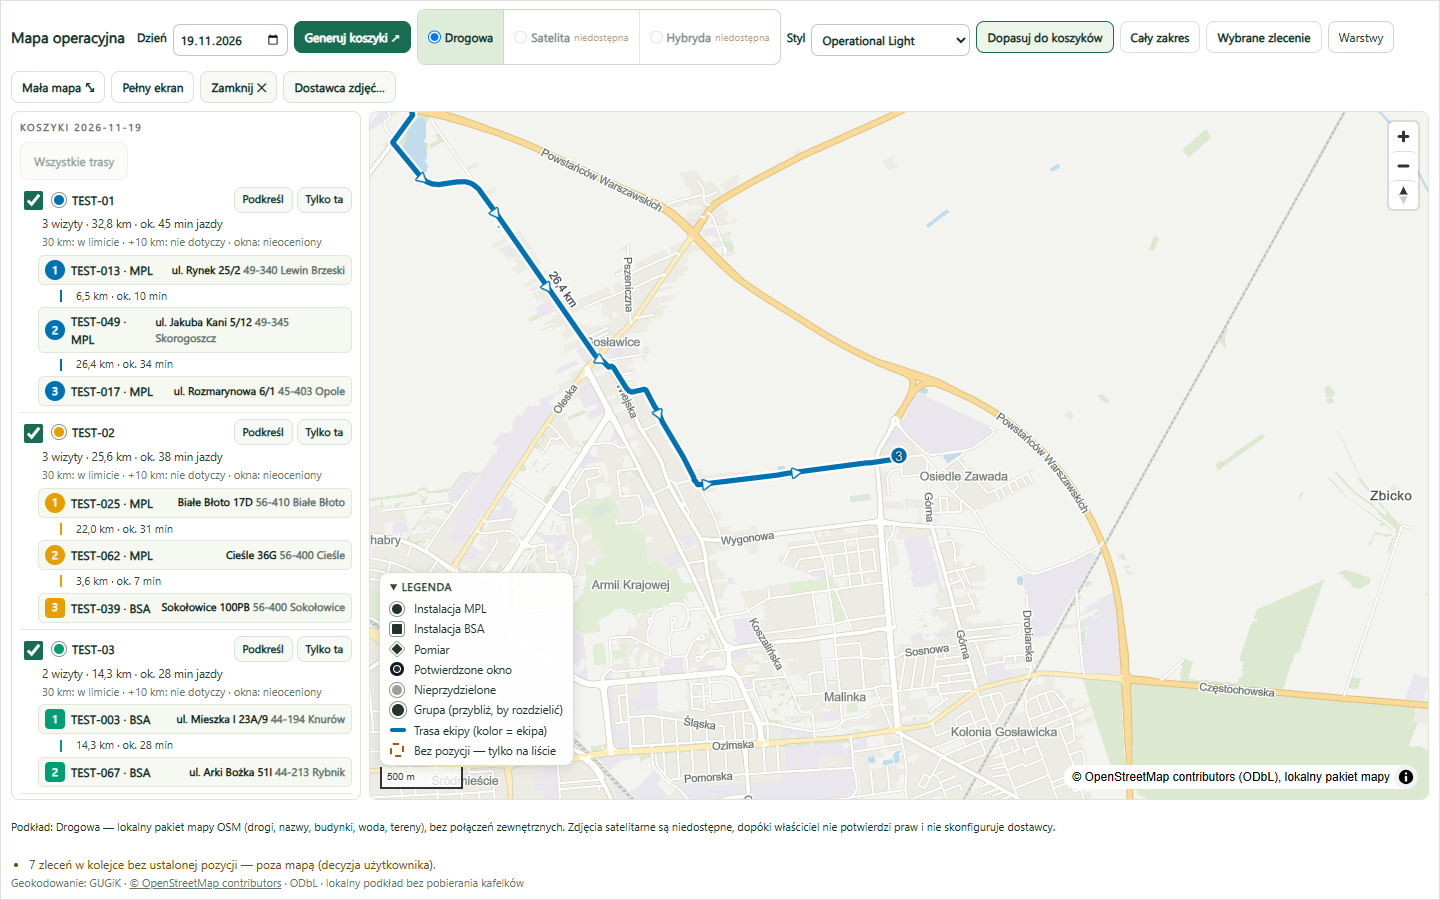 Mapa operacyjna
Dzień
19.11.2026
Generuj koszyki ↗
Drogowa
Satelita niedostępna
Hybryda niedostępna
Styl
Operational Light
Dopasuj do koszyków
Cały zakres
Wybrane zlecenie
Warstwy
Mała mapa ⤡
Pełny ekran
Zamknij ✕
Dostawca zdjęć...
KOSZYKI 2026-11-19
Wszystkie trasy
TEST-01
Podkreśl
Tylko ta
3 wizyty · 32,8 km · ok. 45 min jazdy
30 km: w limicie · +10 km: nie dotyczy · okna: nieoceniony
1 TEST-013 · MPL ul. Rynek 25/2 49-340 Lewin Brzeski
6,5 km · ok. 10 min
2 TEST-049 · MPL ul. Jakuba Kani 5/12 49-345 Skorogoszcz
26,4 km · ok. 34 min
3 TEST-017 · MPL ul. Rozmarynowa 6/1 45-403 Opole
TEST-02
Podkreśl
Tylko ta
3 wizyty · 25,6 km · ok. 38 min jazdy
30 km: w limicie · +10 km: nie dotyczy · okna: nieoceniony
1 TEST-025 · MPL Białe Błoto 17D 56-410 Białe Błoto
22,0 km · ok. 31 min
2 TEST-062 · MPL Cieśle 36G 56-400 Cieśle
3,6 km · ok. 7 min
3 TEST-039 · BSA Sokołowice 100PB 56-400 Sokołowice
TEST-03
Podkreśl
Tylko ta
2 wizyty · 14,3 km · ok. 28 min jazdy
30 km: w limicie · +10 km: nie dotyczy · okna: nieoceniony
1 TEST-003 · BSA ul. Mieszka I 23A/9 44-194 Knurów
14,3 km · ok. 28 min
2 TEST-067 · BSA ul. Arki Bożka 51I 44-213 Rybnik
Powstańców Warszawskich
Pszeniczna
26,4 km
Gosławice
Oleska
Wiejska
Powstańców Warszawskich
3
Osiedle Zawada
Górna
Zbicko
Wygonowa
habry
Armii Krajowej
Koszalińska
Górna
Drobiarska
Sosnowa
Częstochowska
Malinka
Śląska
Kolonia Gosławicka
Ozimska
Pomorska
Śródmieście
▼ LEGENDA
Instalacja MPL
Instalacja BSA
Pomiar
Potwierdzone okno
Nieprzydzielone
Grupa (przybliż, by rozdzielić)
Trasa ekipy (kolor = ekipa)
Bez pozycji — tylko na liście
500 m
© OpenStreetMap contributors (ODbL), lokalny pakiet mapy
Podkład: Drogowa — lokalny pakiet mapy OSM (drogi, nazwy, budynki, woda, tereny), bez połączeń zewnętrznych. Zdjęcia satelitarne są niedostępne, dopóki właściciel nie potwierdzi praw i nie skonfiguruje dostawcy.
• 7 zleceń w kolejce bez ustalonej pozycji — poza mapą (decyzja użytkownika).
Geokodowanie: GUGiK · © OpenStreetMap contributors · ODbL · lokalny podkład bez pobierania kafelków